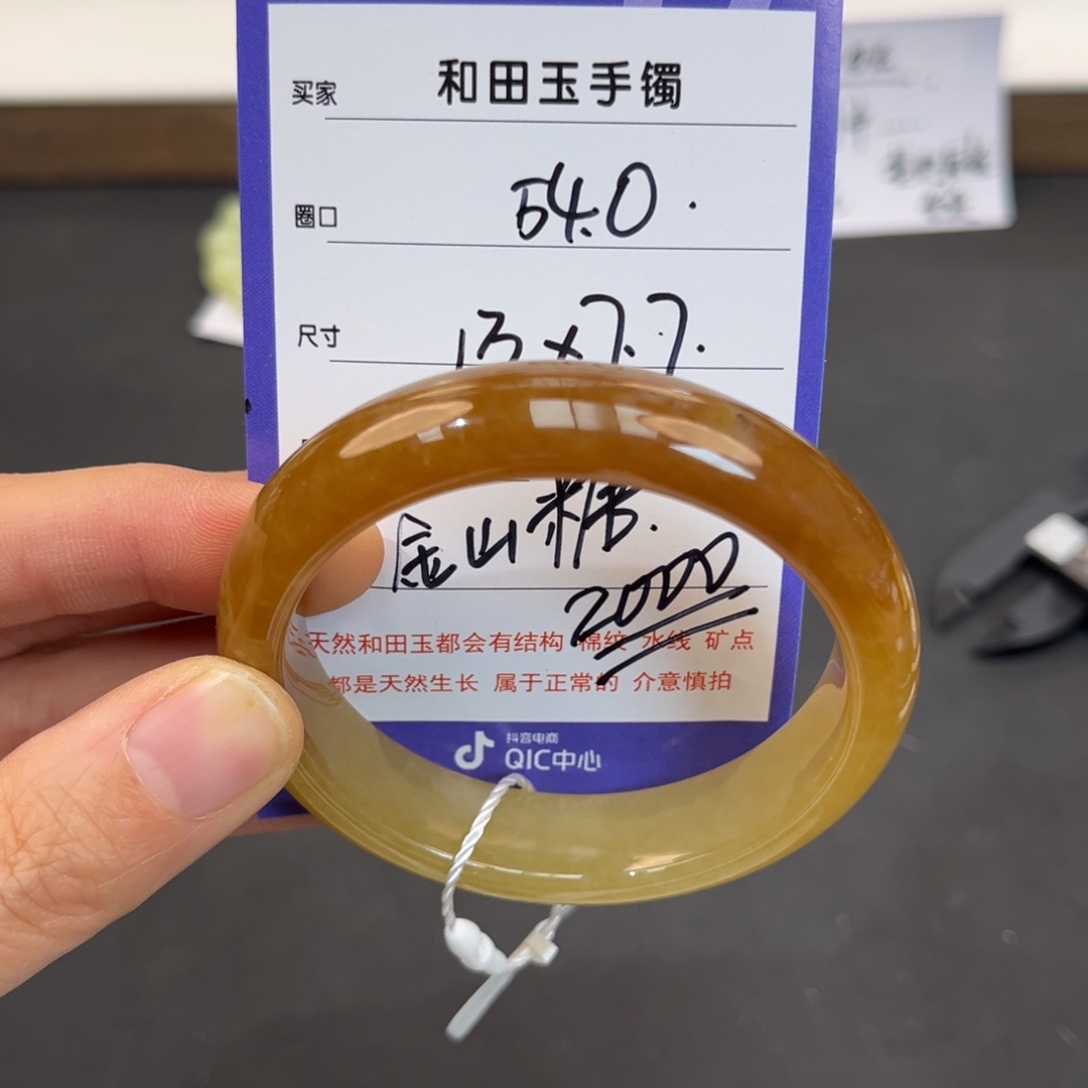 买家 和田玉手镯
圈口 54.0.
尺寸 13×7.7.
金山糖.
2000
天然和田玉都会有结构 棉纹 水线 矿点
都是天然生长 属于正常的 介意慎拍
抖音电商
QIC中心